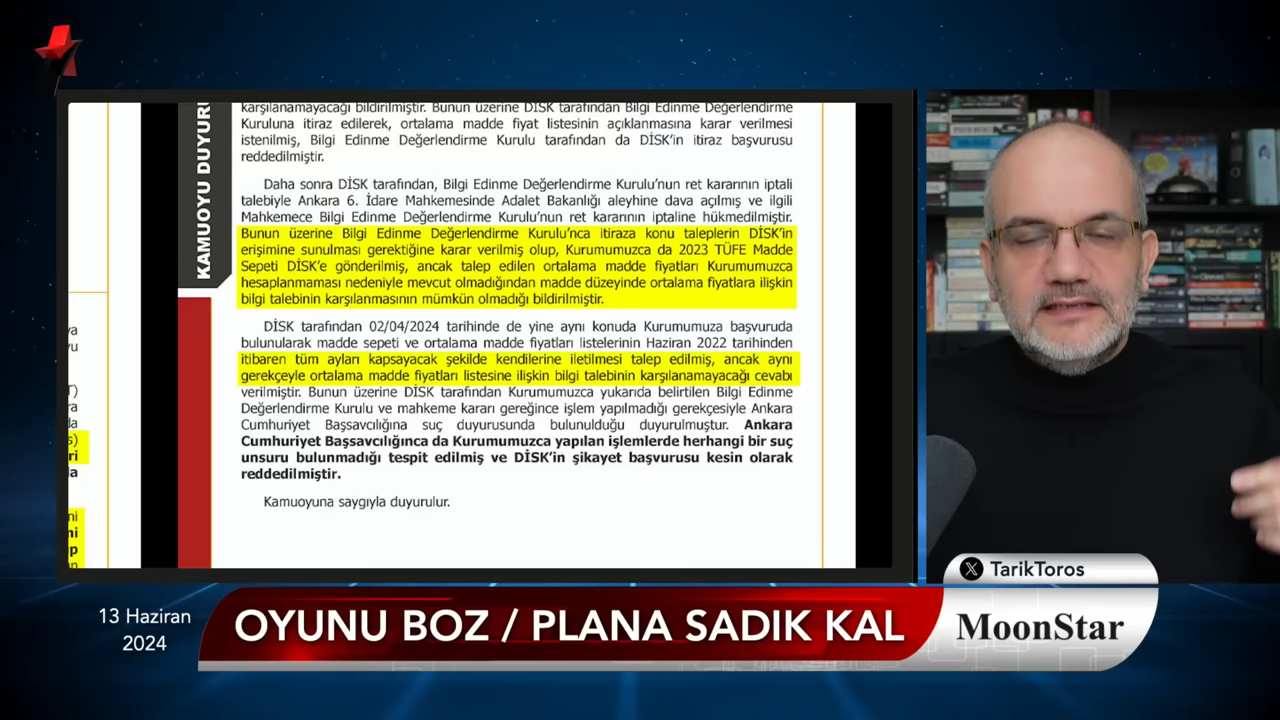 KAMUOYU DUYURU
karşılanamayacağı bildirilmiştir. Bunun üzerine DİSK tarafından Bilgi Edinme Değerlendirme
Kuruluna itiraz edilerek, ortalama madde fiyat listesinin açıklanmasına karar verilmesi
istenilmiş, Bilgi Edinme Değerlendirme Kurulu tarafından da DİSK'in itiraz başvurusu
reddedilmiştir.
Daha sonra DİSK tarafından, Bilgi Edinme Değerlendirme Kurulu'nun ret kararının iptali
talebiyle Ankara 6. İdare Mahkemesinde Adalet Bakanlığı aleyhine dava açılmış ve ilgili
Mahkemece Bilgi Edinme Değerlendirme Kurulu'nun ret kararının iptaline hükmedilmiştir.
Bunun üzerine Bilgi Edinme Değerlendirme Kurulu'nca itiraza konu taleplerin DİSK'in
erişimine sunulması gerektiğine karar verilmiş olup, Kurumumuzca da 2023 TÜFE Madde
Sepeti DİSK'e gönderilmiş, ancak talep edilen ortalama madde fiyatları Kurumumuzca
hesaplanmaması nedeniyle mevcut olmadığından madde düzeyinde ortalama fiyatlara ilişkin
bilgi talebinin karşılanmasının mümkün olmadığı bildirilmiştir.
DİSK tarafından 02/04/2024 tarihinde de yine aynı konuda Kurumumuza başvuruda
bulunularak madde sepeti ve ortalama madde fiyatları listelerinin Haziran 2022 tarihinden
itibaren tüm ayları kapsayacak şekilde kendilerine iletilmesi talep edilmiş, ancak aynı
gerekçeyle ortalama madde fiyatları listesine ilişkin bilgi talebinin karşılanamayacağı cevabı
verilmiştir. Bunun üzerine DİSK tarafından Kurumumuzca yukarıda belirtilen Bilgi Edinme
Değerlendirme Kurulu ve mahkeme kararı gereğince işlem yapılmadığı gerekçesiyle Ankara
Cumhuriyet Başsavcılığına suç duyurusunda bulunulduğu duyurulmuştur. Ankara
Cumhuriyet Başsavcılığınca da Kurumumuzca yapılan işlemlerde herhangi bir suç
unsuru bulunmadığı tespit edilmiş ve DİSK'in şikayet başvurusu kesin olarak
reddedilmiştir.
Kamuoyuna saygıyla duyurulur.
TarikToros
13 Haziran
2024
OYUNU BOZ / PLANA SADIK KAL
MoonStar